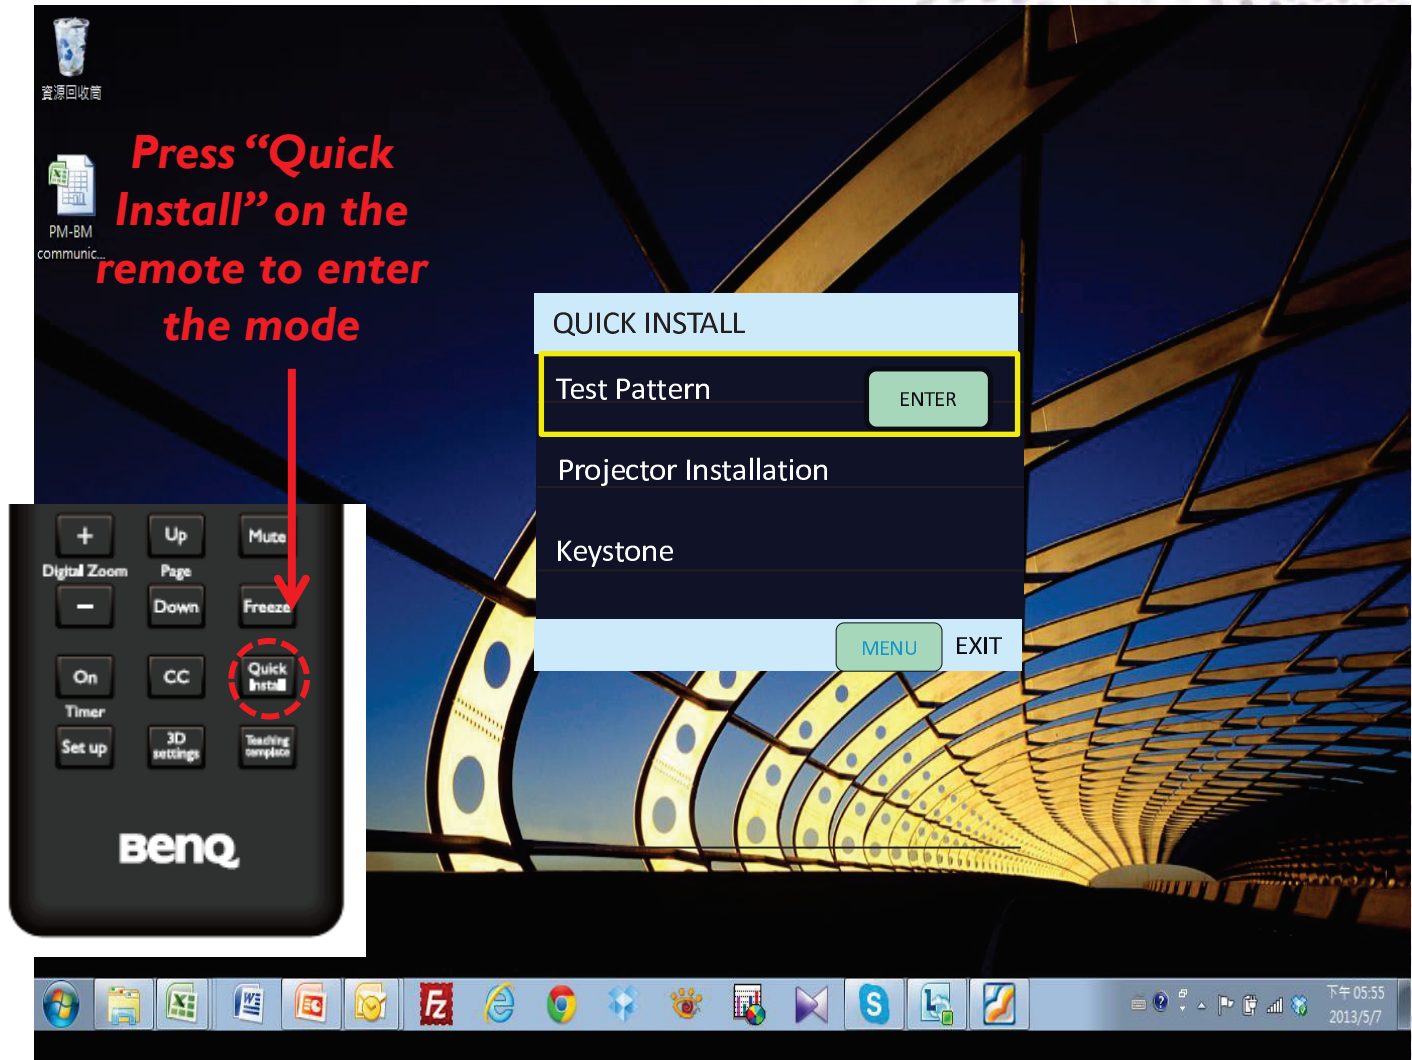 資源回收筒
PM-BM
communic...
Press “Quick
Install” on the
remote to enter
the mode
QUICK INSTALL
Test Pattern
ENTER
Projector Installation
Keystone
MENU EXIT
+ Up Mute
Digital Zoom Page
− Down Freeze
On CC Quick Install
Timer
Set up 3D settings Teaching template
BenQ
下午 05:55
2013/5/7